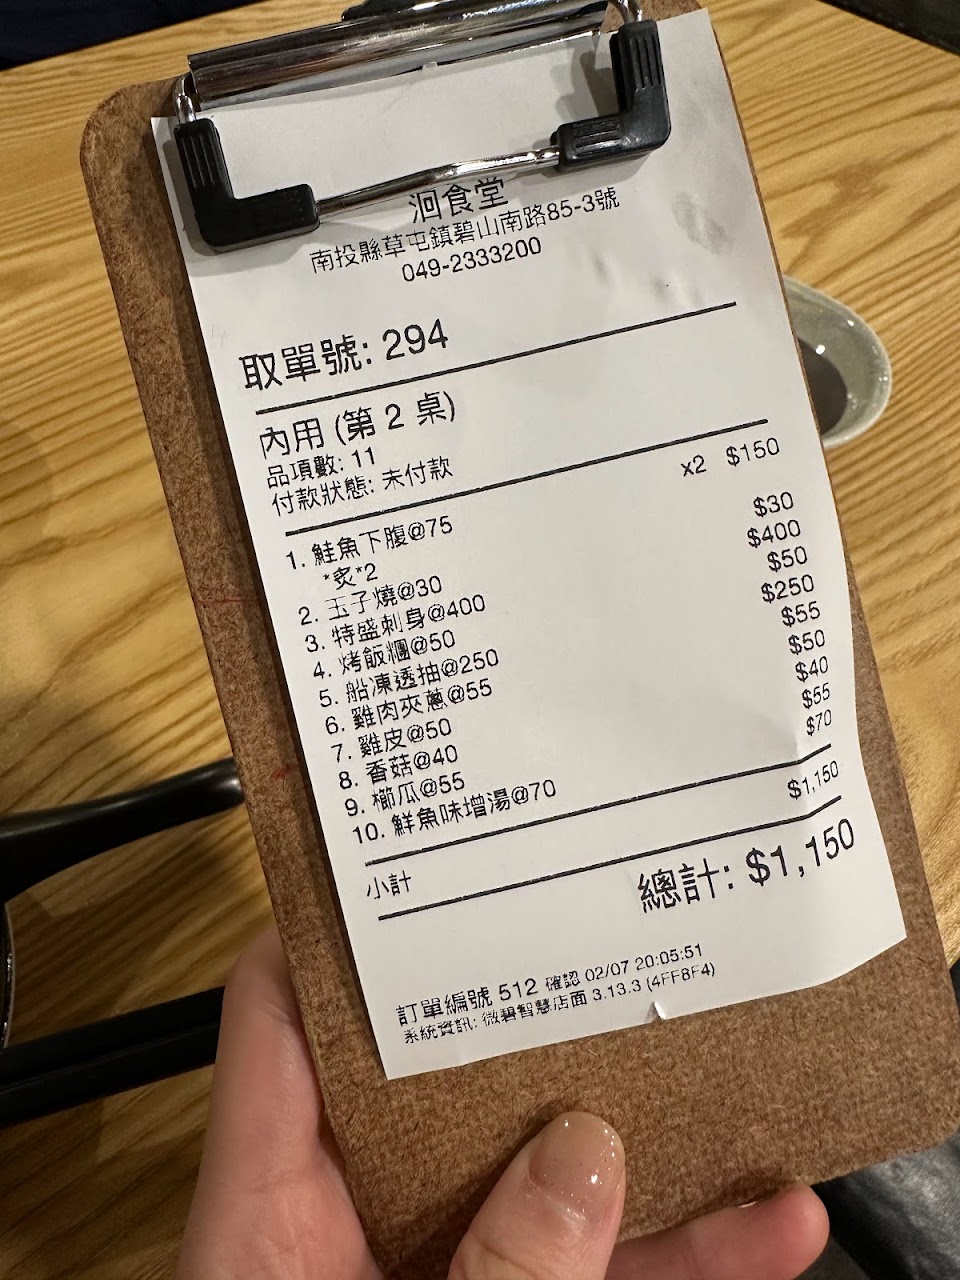 洄食堂
南投縣草屯鎮碧山南路85-3號
049-2333200
取單號: 294
內用 (第 2 桌)
品項數: 11
付款狀態: 未付款
1. 鮭魚下腹@75 x2 $150
*炙*2
2. 玉子燒@30 $30
3. 特盛刺身@400 $400
4. 烤飯糰@50 $50
5. 船凍透抽@250 $250
6. 雞肉夾蔥@55 $55
7. 雞皮@50 $50
8. 香菇@40 $40
9. 櫛瓜@55 $55
10. 鮮魚味增湯@70 $70
小計 $1,150
總計: $1,150
訂單編號 512 確認 02/07 20:05:51
系統資訊: 微碧智慧店面 3.13.3 (4FF8F4)